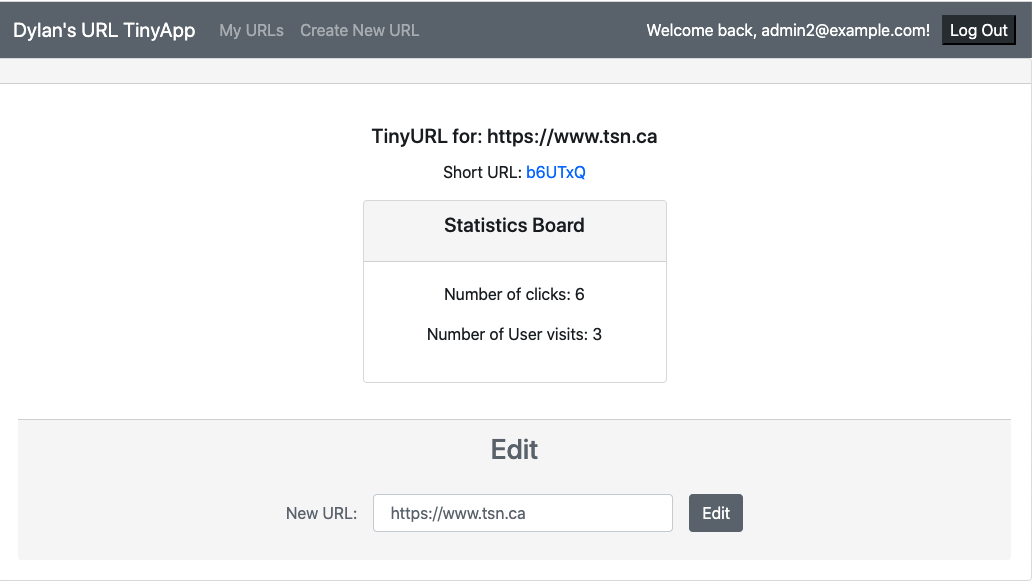 Dylan's URL TinyApp My URLs Create New URL Welcome back, admin2@example.com! Log Out
TinyURL for: https://www.tsn.ca
Short URL: b6UTxQ
Statistics Board
Number of clicks: 6
Number of User visits: 3
Edit
New URL: https://www.tsn.ca Edit